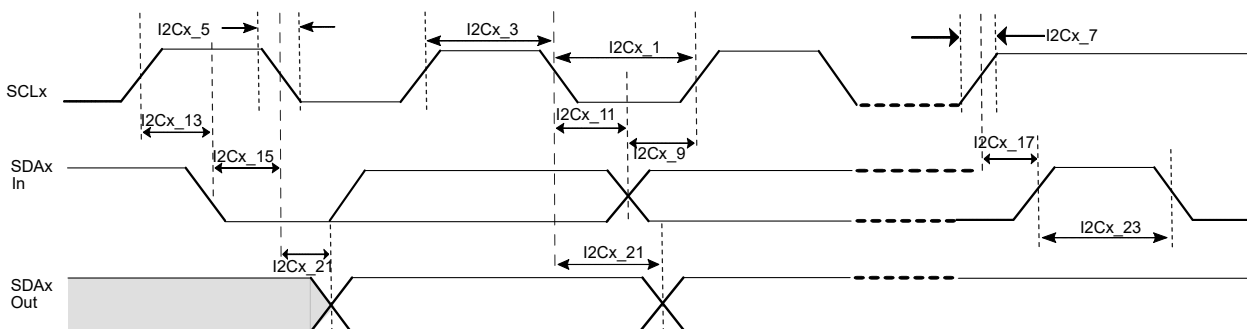 I2Cx_5
I2Cx_3
I2Cx_1
I2Cx_7
SCLx
I2Cx_13
I2Cx_11
I2Cx_9
I2Cx_17
SDAx
In
I2Cx_15
I2Cx_23
I2Cx_21
I2Cx_21
SDAx
Out